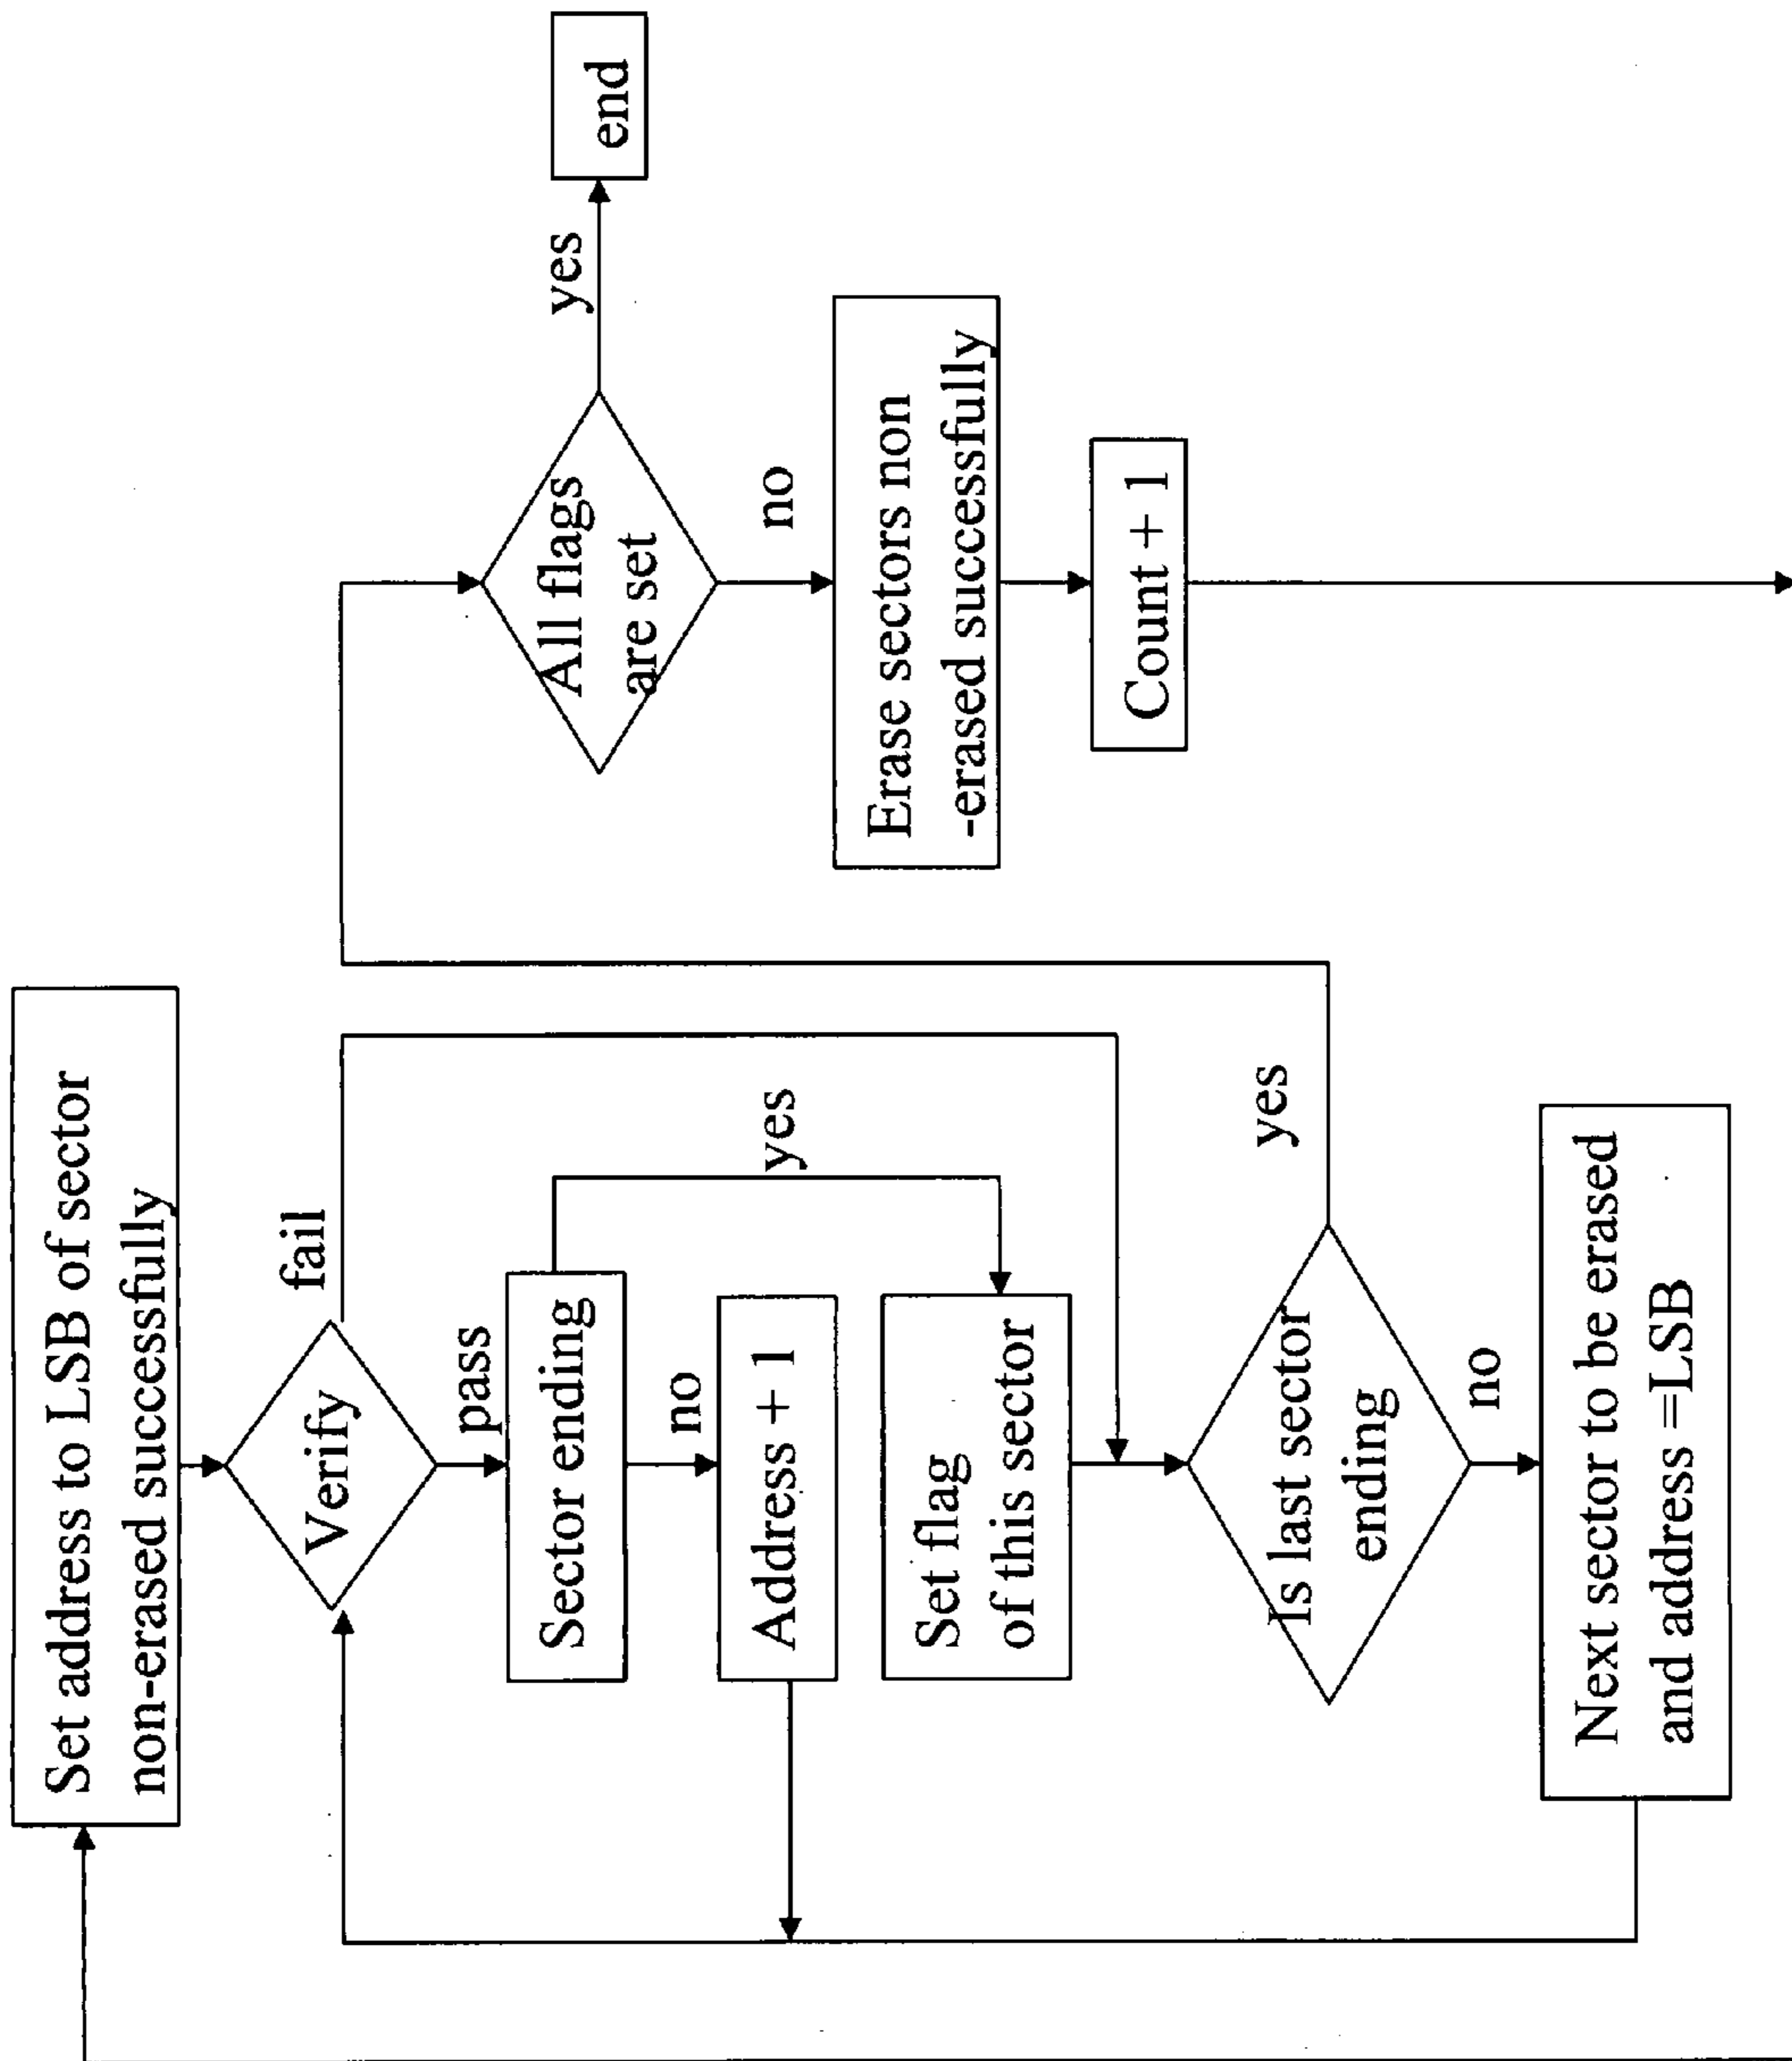 Set address to LSB of sector
non-erased successfully
Verify
fail
pass
Sector ending
yes
no
Address + 1
Set flag
of this sector
Is last sector
ending
yes
no
Next sector to be erased
and address =LSB
All flags
are set
yes
end
no
Erase sectors non
-erased successfully
Count + 1